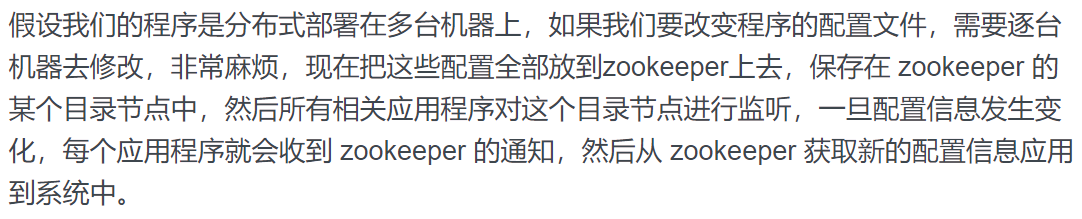 假设我们的程序是分布式部署在多台机器上，如果我们要改变程序的配置文件，需要逐台
机器去修改，非常麻烦，现在把这些配置全部放到zookeeper上去，保存在 zookeeper 的
某个目录节点中，然后所有相关应用程序对这个目录节点进行监听，一旦配置信息发生变
化，每个应用程序就会收到 zookeeper 的通知，然后从 zookeeper 获取新的配置信息应用
到系统中。